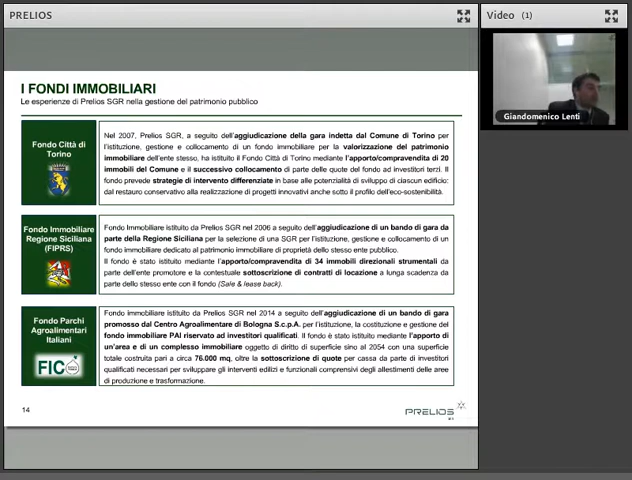 PRELIOS
Video (1)
Giandomenico Lenti
I FONDI IMMOBILIARI
Le esperienze di Prelios SGR nella gestione del patrimonio pubblico
Fondo Città di
Torino
Nel 2007, Prelios SGR, a seguito dell'aggiudicazione della gara indetta dal Comune di Torino per
l'istituzione, gestione e collocamento di un fondo immobiliare per la valorizzazione del patrimonio
immobiliare dell'ente stesso, ha istituito il Fondo Città di Torino mediante l'apporto/compravendita di 20
immobili del Comune e il successivo collocamento di parte delle quote del fondo ad investitori terzi. Il
fondo prevede strategie di intervento differenziate in base alle potenzialità di sviluppo di ciascun edificio:
dal restauro conservativo alla realizzazione di progetti innovativi anche sotto il profilo dell'eco-sostenibilità.
Fondo Immobiliare
Regione Siciliana
(FIPRS)
Fondo Immobiliare istituito da Prelios SGR nel 2006 a seguito dell'aggiudicazione di un bando di gara da
parte della Regione Siciliana per la selezione di una SGR per l'istituzione, gestione e collocamento di un
fondo immobiliare dedicato al patrimonio immobiliare di proprietà dello stesso ente pubblico.
Il fondo é stato istituito mediante l'apporto/compravendita di 34 immobili direzionali strumentali da
parte dell'ente promotore e la contestuale sottoscrizione di contratti di locazione a lunga scadenza da
parte dello stesso ente con il fondo (Sale & lease back).
Fondo Parchi
Agroalimentari
Italiani
FICO
Fondo immobiliare istituito da Prelios SGR nel 2014 a seguito dell'aggiudicazione di un bando di gara
promosso dal Centro Agroalimentare di Bologna S.c.p.A. per l'istituzione, la costituzione e gestione del
fondo immobiliare PAI riservato ad investitori qualificati. Il fondo è stato istituito mediante l'apporto di
un'area e di un complesso immobiliare oggetto di diritto di superficie sino al 2054 con una superficie
totale costruita pari a circa 76.000 mq, oltre la sottoscrizione di quote per cassa da parte di investitori
qualificati necessari per sviluppare gli interventi edilizi e funzionali comprensivi degli allestimenti delle aree
di produzione e trasformazione.
14
PRELIOS